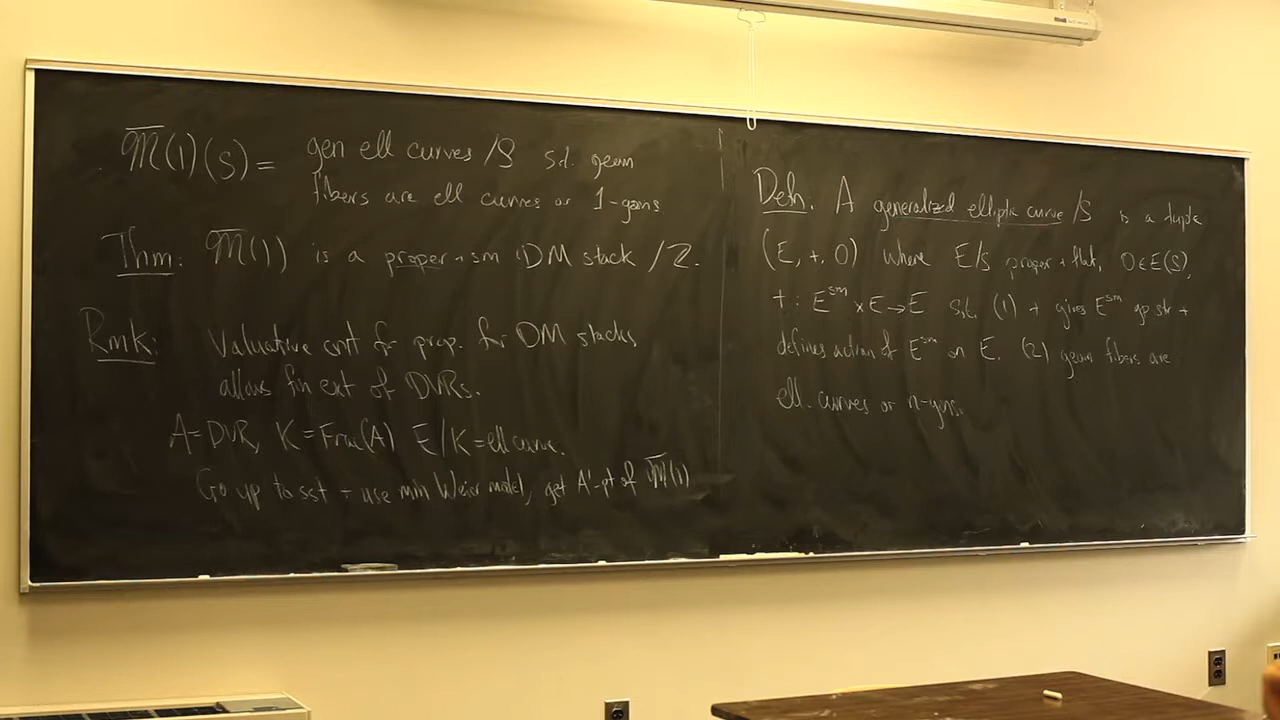 𝔐̅(1)(S) = gen ell curves /S s.t. geom
fibers are ell curves or 1-gons
Thm: 𝔐̅(1) is a proper + sm DM stack /Z.
Rmk: Valuative crit for prop. for DM stacks
allows fin ext of DVRs.
A = DVR, K = Frac(A) E/K = ell curve.
Go up to sst + use min Weier model, get A'-pt of 𝔐̅(1)
Defn. A generalized elliptic curve /S is a tuple
(E, +, 0) where E/S proper + flat, 0 ∈ E(S),
+ : E^sm × E → E s.t. (1) + gives E^sm gp str +
defines action of E^sm on E. (2) geom fibers are
ell. curves or n-gons.